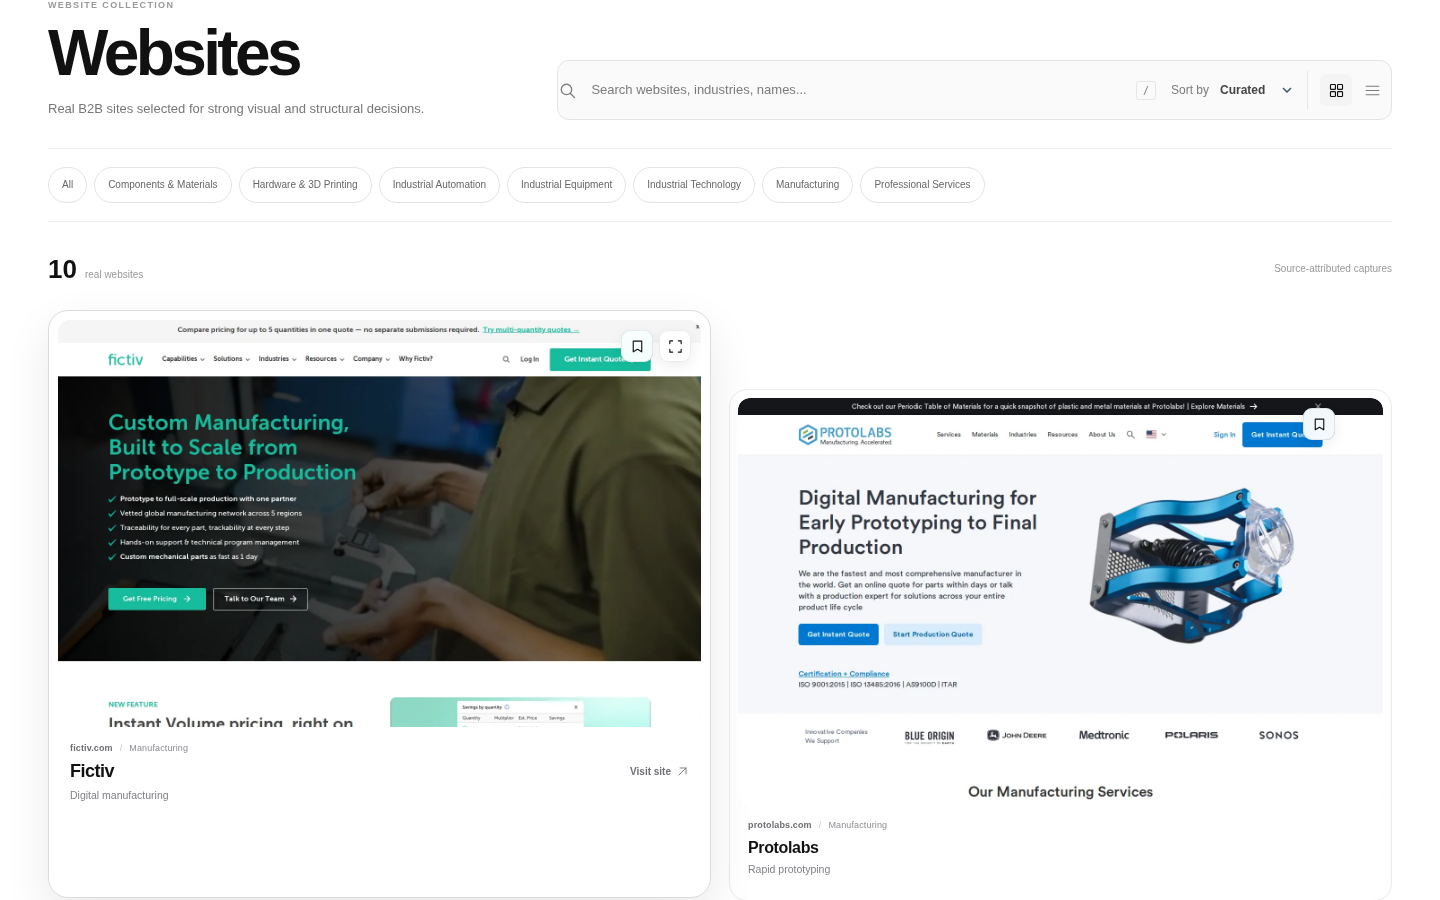 WEBSITE COLLECTION
Websites
Real B2B sites selected for strong visual and structural decisions.
Search websites, industries, names...
/
Sort by Curated
All
Components & Materials
Hardware & 3D Printing
Industrial Automation
Industrial Equipment
Industrial Technology
Manufacturing
Professional Services
10 real websites
Source-attributed captures
Compare pricing for up to 5 quantities in one quote — no separate submissions required. Try multi-quantity quotes →
fictiv
Capabilities
Solutions
Industries
Resources
Company
Why Fictiv?
Log In
Get Instant Quote
Custom Manufacturing,
Built to Scale from
Prototype to Production
Prototype to full-scale production with one partner
Vetted global manufacturing network across 5 regions
Traceability for every part, trackability at every step
Hands-on support & technical program management
Custom mechanical parts as fast as 1 day
Get Free Pricing →
Talk to Our Team →
NEW FEATURE
Instant Volume pricing, right on
Savings by quantity
Quantity Multiplier Est. Price Savings
fictiv.com / Manufacturing
Fictiv
Visit site
Digital manufacturing
Check out our Periodic Table of Materials for a quick snapshot of plastic and metal materials at Protolabs! | Explore Materials →
PROTOLABS
Manufacturing. Accelerated.
Services
Materials
Industries
Resources
About Us
Sign In
Get Instant Qu
Digital Manufacturing for
Early Prototyping to Final
Production
We are the fastest and most comprehensive manufacturer in
the world. Get an online quote for parts within days or talk
with a production expert for solutions across your entire
product life cycle
Get Instant Quote
Start Production Quote
Certification + Compliance
ISO 9001:2015 | ISO 13485:2016 | AS9100D | ITAR
Innovative Companies
We Support
BLUE ORIGIN
JOHN DEERE
Medtronic
POLARIS
SONOS
Our Manufacturing Services
protolabs.com / Manufacturing
Protolabs
Rapid prototyping